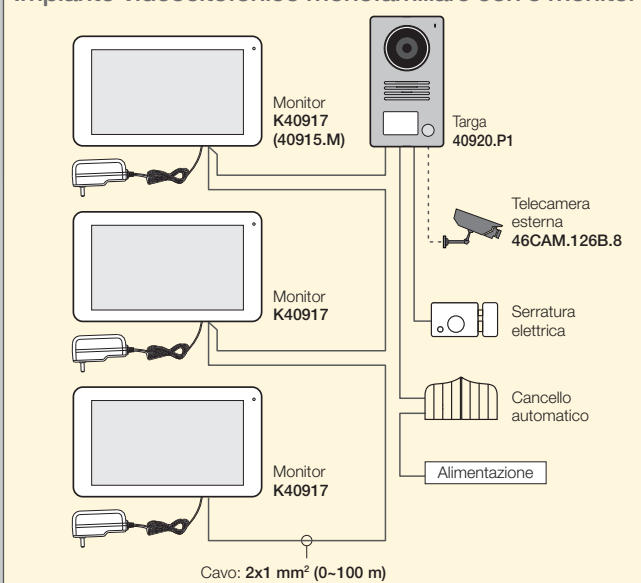 Impianto videocitofonico monofamiliare con 3 monitor
Monitor
K40917
(40915.M)
Targa
40920.P1
Telecamera
esterna
46CAM.126B.8
Monitor
K40917
Serratura
elettrica
Cancello
automatico
Monitor
K40917
Alimentazione
Cavo: 2x1 mm² (0~100 m)